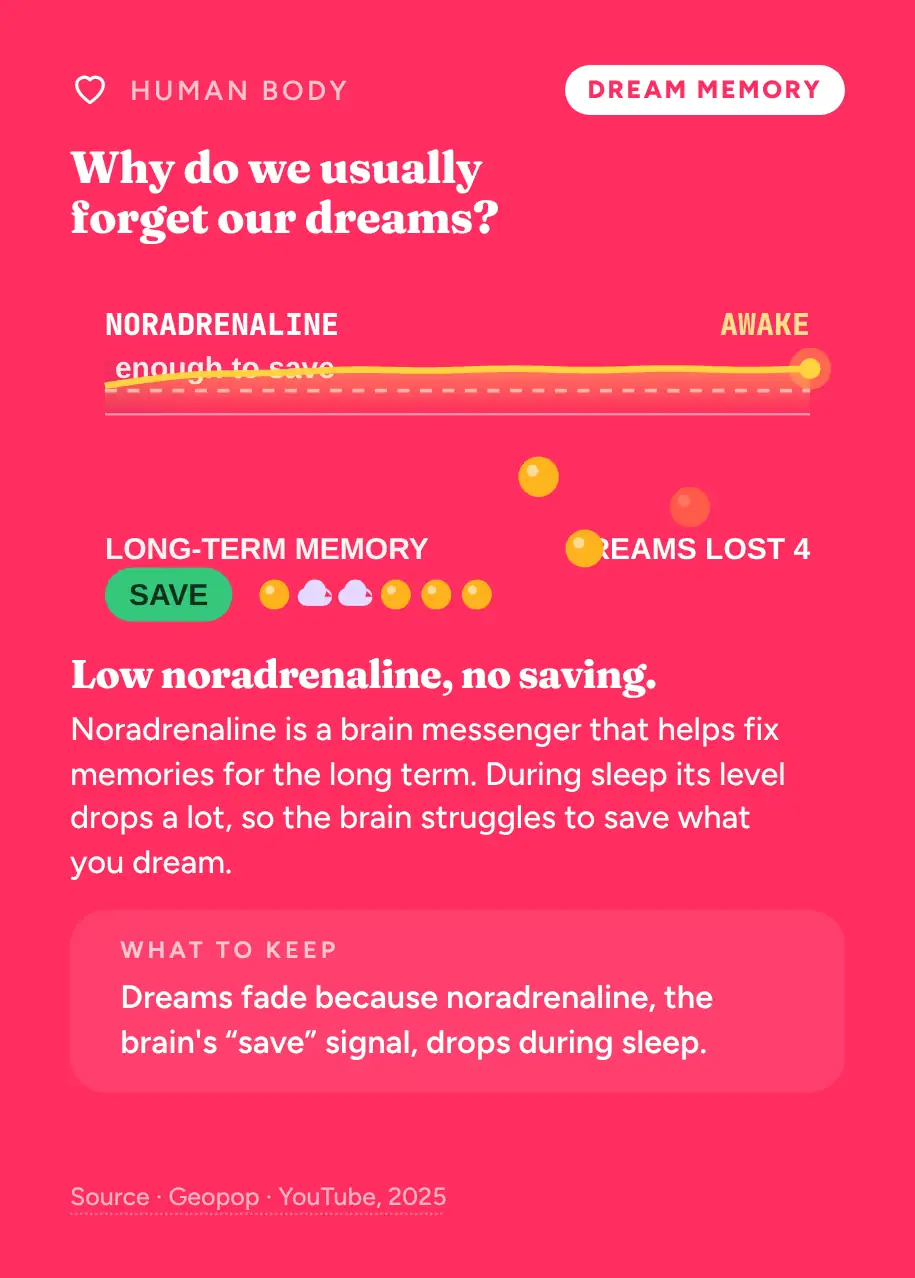 HUMAN BODY
DREAM MEMORY
Why do we usually
forget our dreams?
NORADRENALINE
AWAKE
enough to save
LONG-TERM MEMORY
REAMS LOST 4
SAVE
Low noradrenaline, no saving.
Noradrenaline is a brain messenger that helps fix
memories for the long term. During sleep its level
drops a lot, so the brain struggles to save what
you dream.
WHAT TO KEEP
Dreams fade because noradrenaline, the
brain's “save” signal, drops during sleep.
Source · Geopop · YouTube, 2025